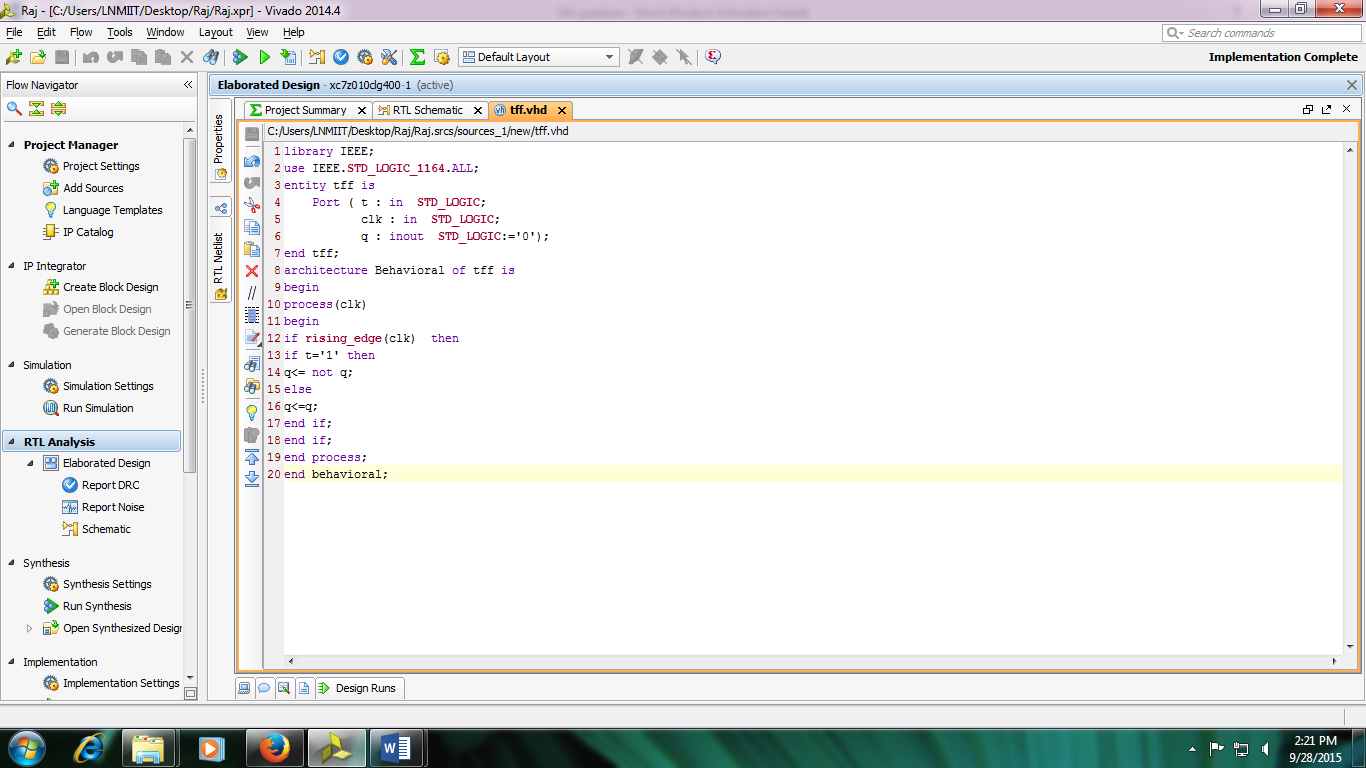 Raj - [C:/Users/LNMIIT/Desktop/Raj/Raj.xpr] - Vivado 2014.4
File Edit Flow Tools Window Layout View Help
Search commands
Default Layout
Implementation Complete
Flow Navigator
Elaborated Design - xc7z010clg400-1 (active)
Project Summary
RTL Schematic
tff.vhd
C:/Users/LNMIIT/Desktop/Raj/Raj.srcs/sources_1/new/tff.vhd
Project Manager
Project Settings
Add Sources
Language Templates
IP Catalog
IP Integrator
Create Block Design
Open Block Design
Generate Block Design
Simulation
Simulation Settings
Run Simulation
RTL Analysis
Elaborated Design
Report DRC
Report Noise
Schematic
Synthesis
Synthesis Settings
Run Synthesis
Open Synthesized Design
Implementation
Implementation Settings
Properties
RTL Netlist
1 library IEEE;
2 use IEEE.STD_LOGIC_1164.ALL;
3 entity tff is
4 Port ( t : in STD_LOGIC;
5 clk : in STD_LOGIC;
6 q : inout STD_LOGIC:='0');
7 end tff;
8 architecture Behavioral of tff is
9 begin
10 process(clk)
11 begin
12 if rising_edge(clk) then
13 if t='1' then
14 q<= not q;
15 else
16 q<=q;
17 end if;
18 end if;
19 end process;
20 end behavioral;
Design Runs
2:21 PM
9/28/2015